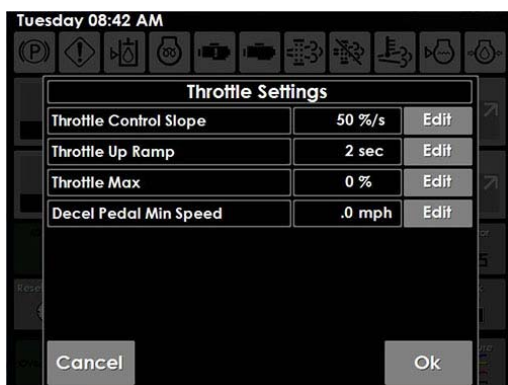 Tuesday 08:42 AM
Throttle Settings
Throttle Control Slope 50 %/s Edit
Throttle Up Ramp 2 sec Edit
Throttle Max 0 % Edit
Decel Pedal Min Speed .0 mph Edit
Cancel Ok